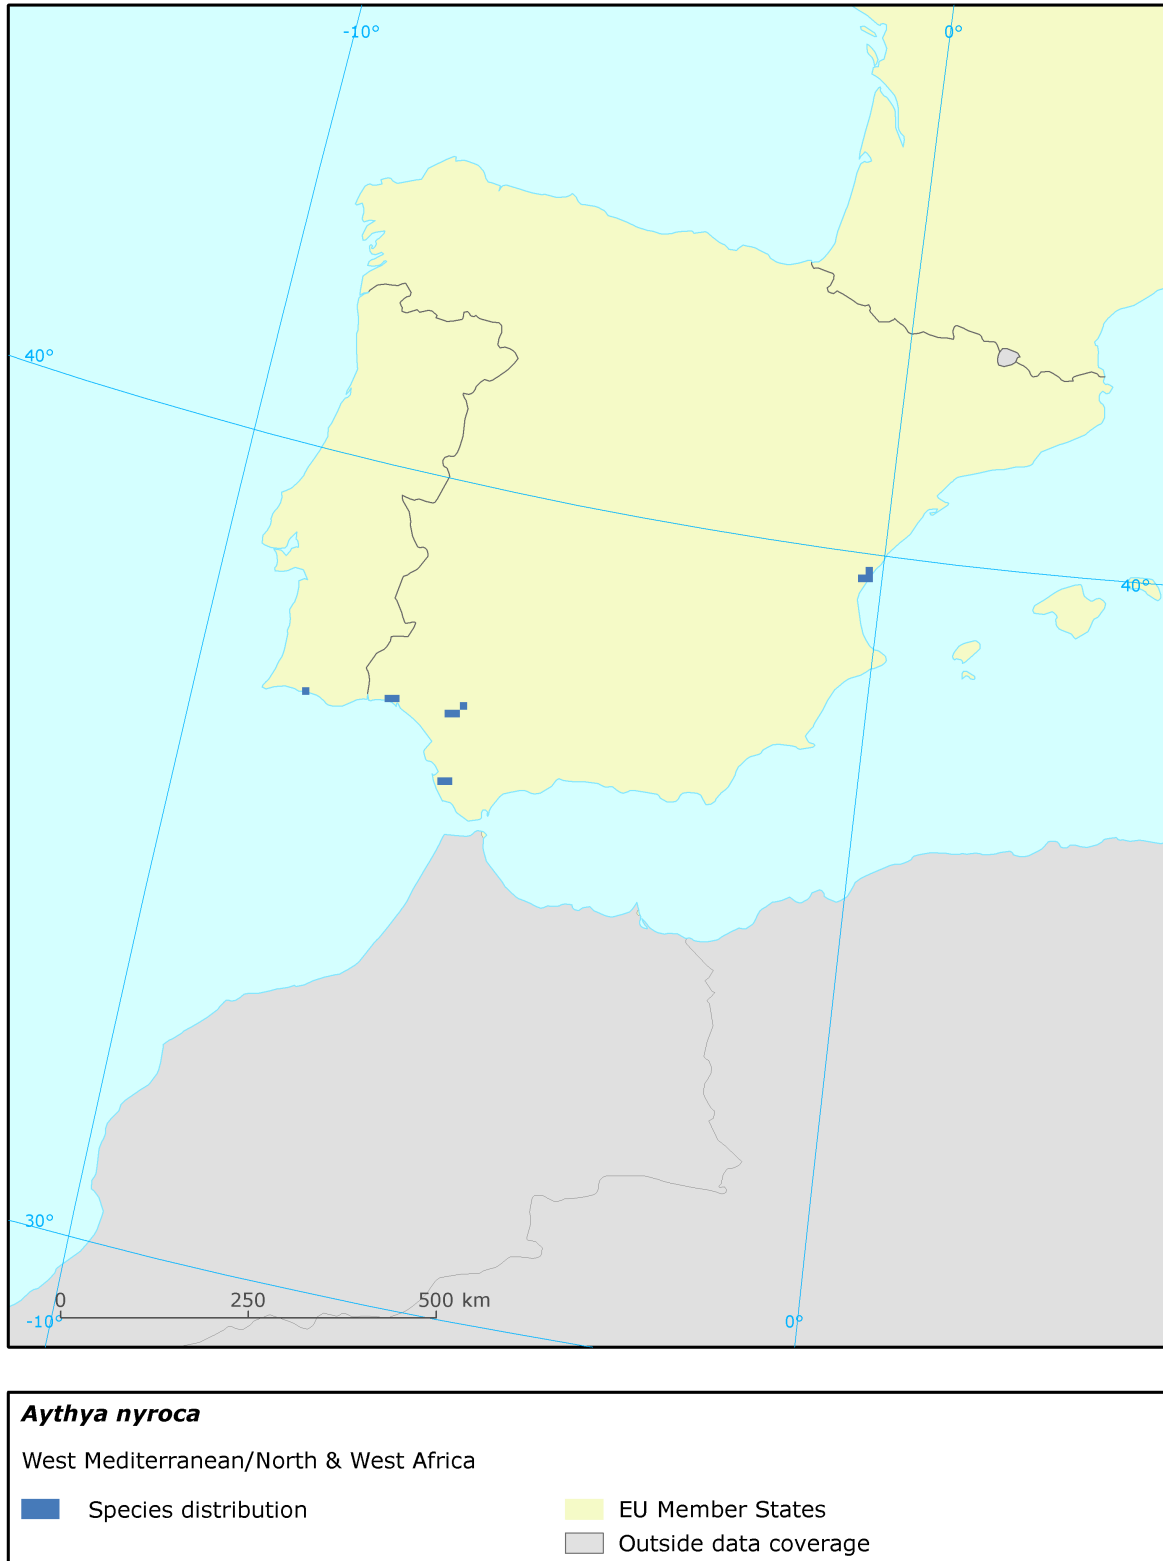 -10°
0°
40°
40°
30°
0 250 500 km
-10°
0°
Aythya nyroca
West Mediterranean/North & West Africa
Species distribution
EU Member States
Outside data coverage